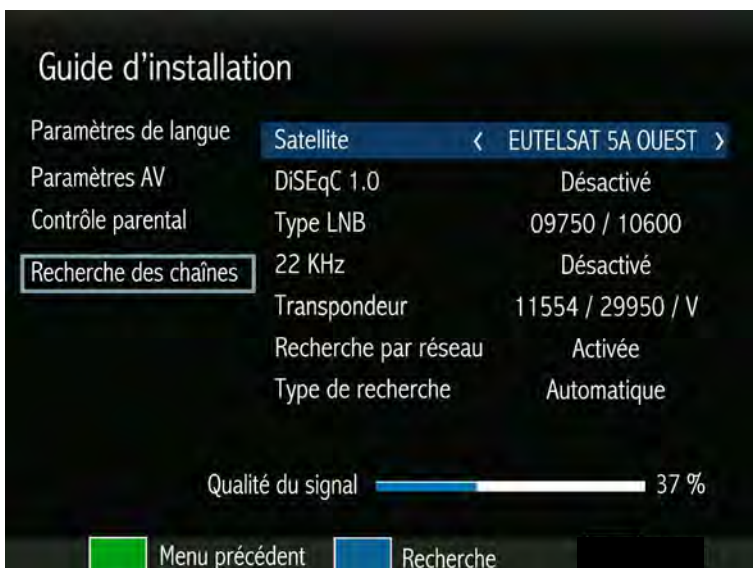 Guide d'installation
Paramètres de langue
Paramètres AV
Contrôle parental
Recherche des chaînes
Satellite < EUTELSAT 5A OUEST >
DiSEqC 1.0 Désactivé
Type LNB 09750 / 10600
22 KHz Désactivé
Transpondeur 11554 / 29950 / V
Recherche par réseau Activée
Type de recherche Automatique
Qualité du signal 37 %
Menu précédent Recherche